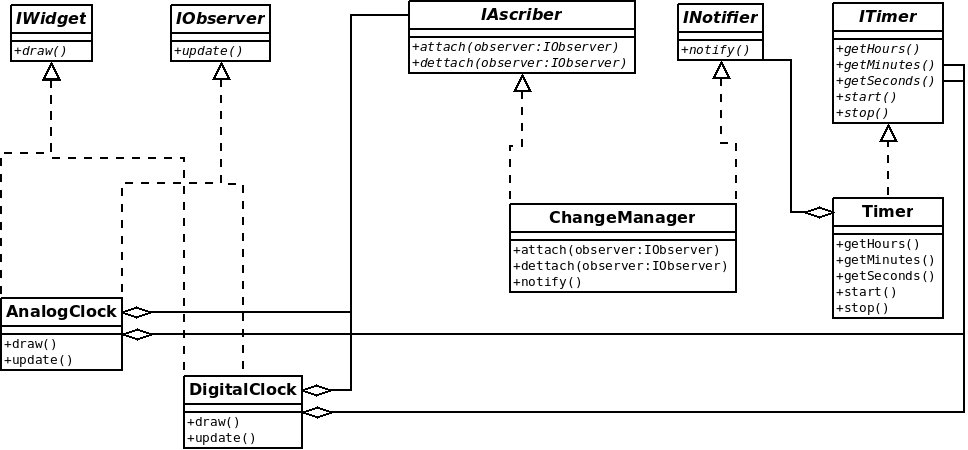 IWidget
+draw()
IObserver
+update()
IAscriber
+attach(observer:IObserver)
+dettach(observer:IObserver)
INotifier
+notify()
ITimer
+getHours()
+getMinutes()
+getSeconds()
+start()
+stop()
ChangeManager
+attach(observer:IObserver)
+dettach(observer:IObserver)
+notify()
Timer
+getHours()
+getMinutes()
+getSeconds()
+start()
+stop()
AnalogClock
+draw()
+update()
DigitalClock
+draw()
+update()